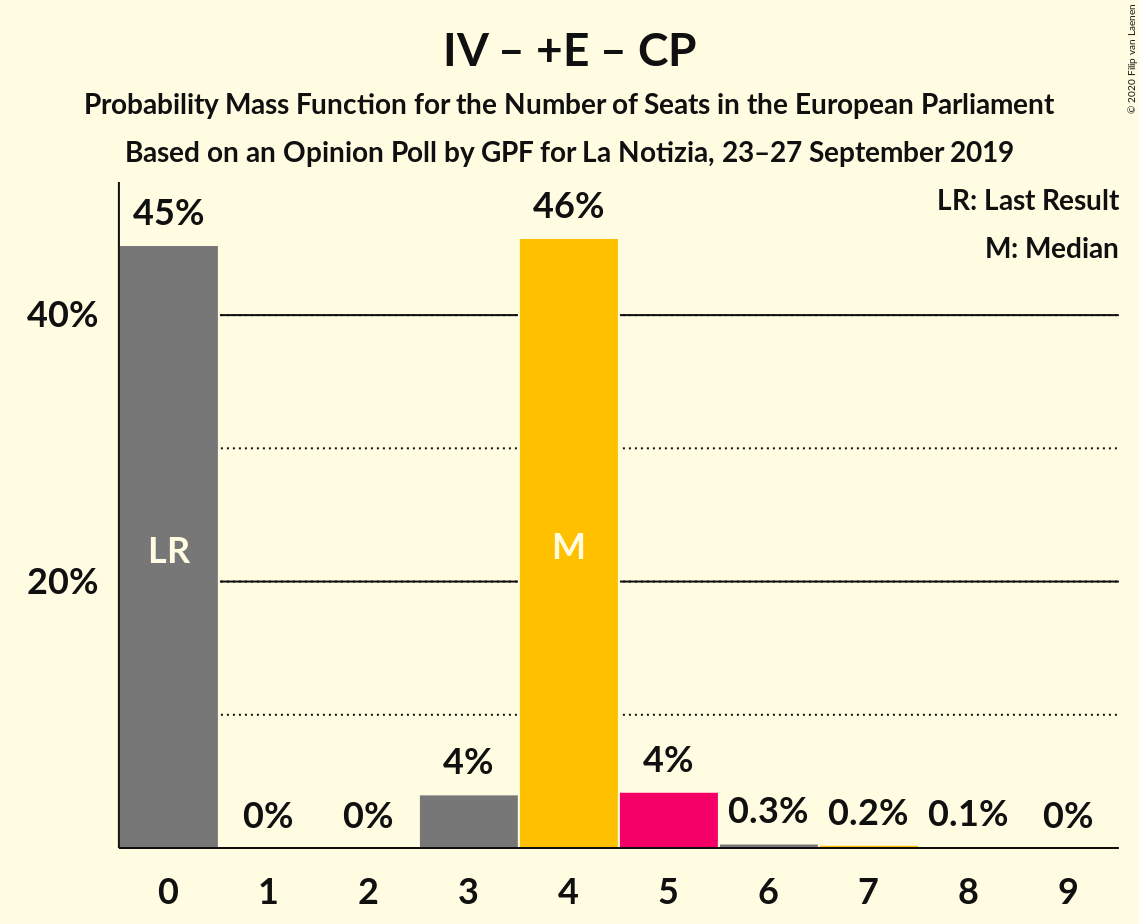 IV – +E – CP
Probability Mass Function for the Number of Seats in the European Parliament
Based on an Opinion Poll by GPF for La Notizia, 23–27 September 2019
© 2020 Filip van Laenen
LR: Last Result
M: Median
45%
46%
40%
LR
M
20%
4%
4%
0%
0%
0.3%
0.2%
0.1%
0%
0
1
2
3
4
5
6
7
8
9